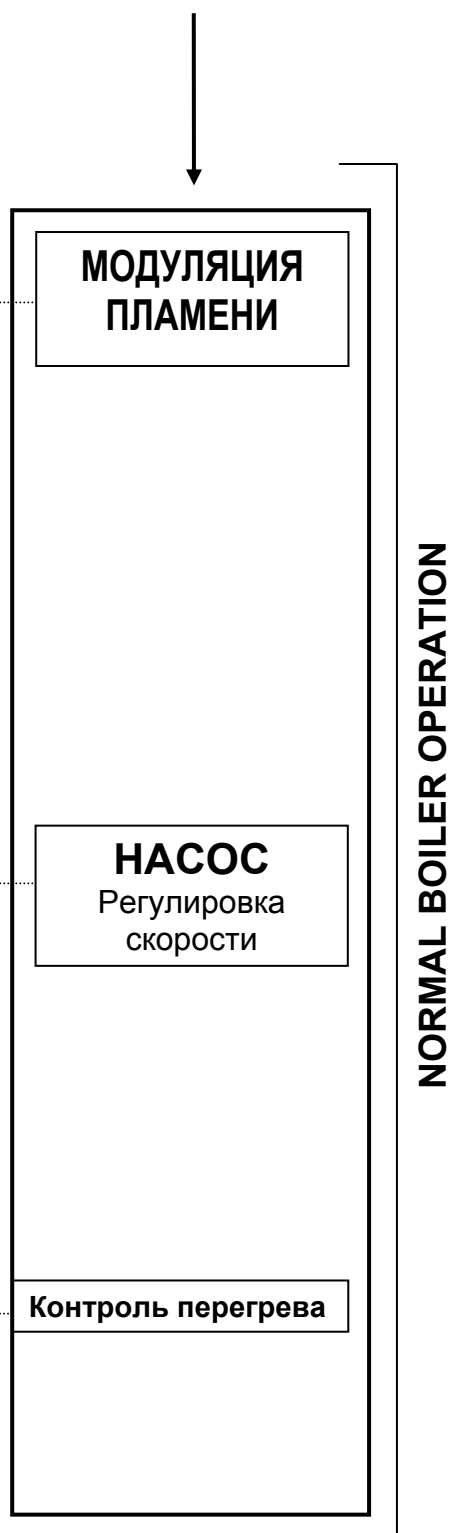 МОДУЛЯЦИЯ
ПЛАМЕНИ
НАСОС
Регулировка
скорости
Контроль перегрева
NORMAL BOILER OPERATION